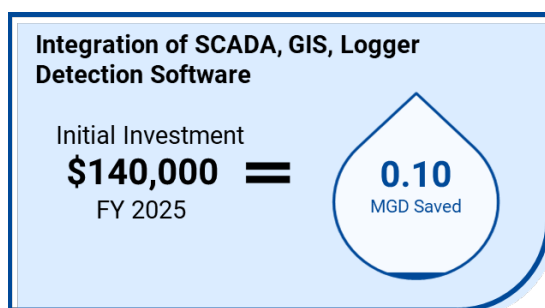 Integration of SCADA, GIS, Logger
Detection Software
Initial Investment
$140,000
FY 2025
=
0.10
MGD Saved